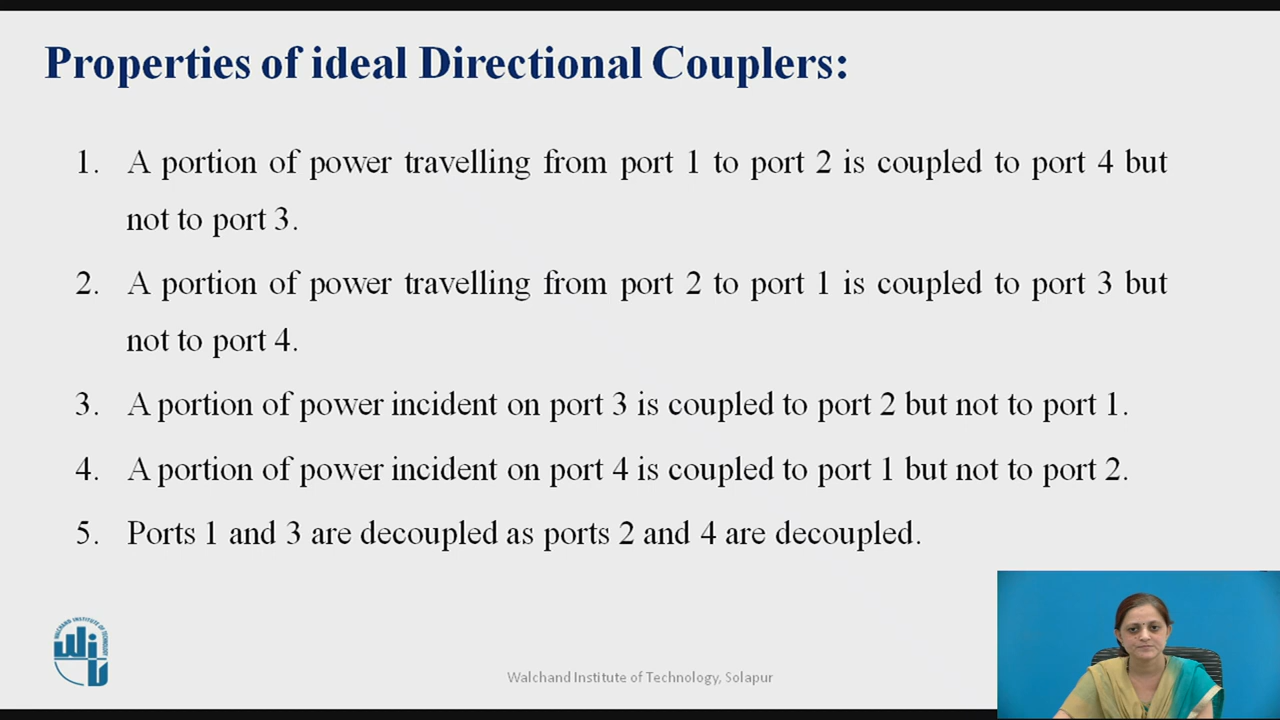 Properties of ideal Directional Couplers:
1. A portion of power travelling from port 1 to port 2 is coupled to port 4 but
not to port 3.
2. A portion of power travelling from port 2 to port 1 is coupled to port 3 but
not to port 4.
3. A portion of power incident on port 3 is coupled to port 2 but not to port 1.
4. A portion of power incident on port 4 is coupled to port 1 but not to port 2.
5. Ports 1 and 3 are decoupled as ports 2 and 4 are decoupled.
WALCHAND INSTITUTE OF TECHNOLOGY
WiT
Walchand Institute of Technology, Solapur